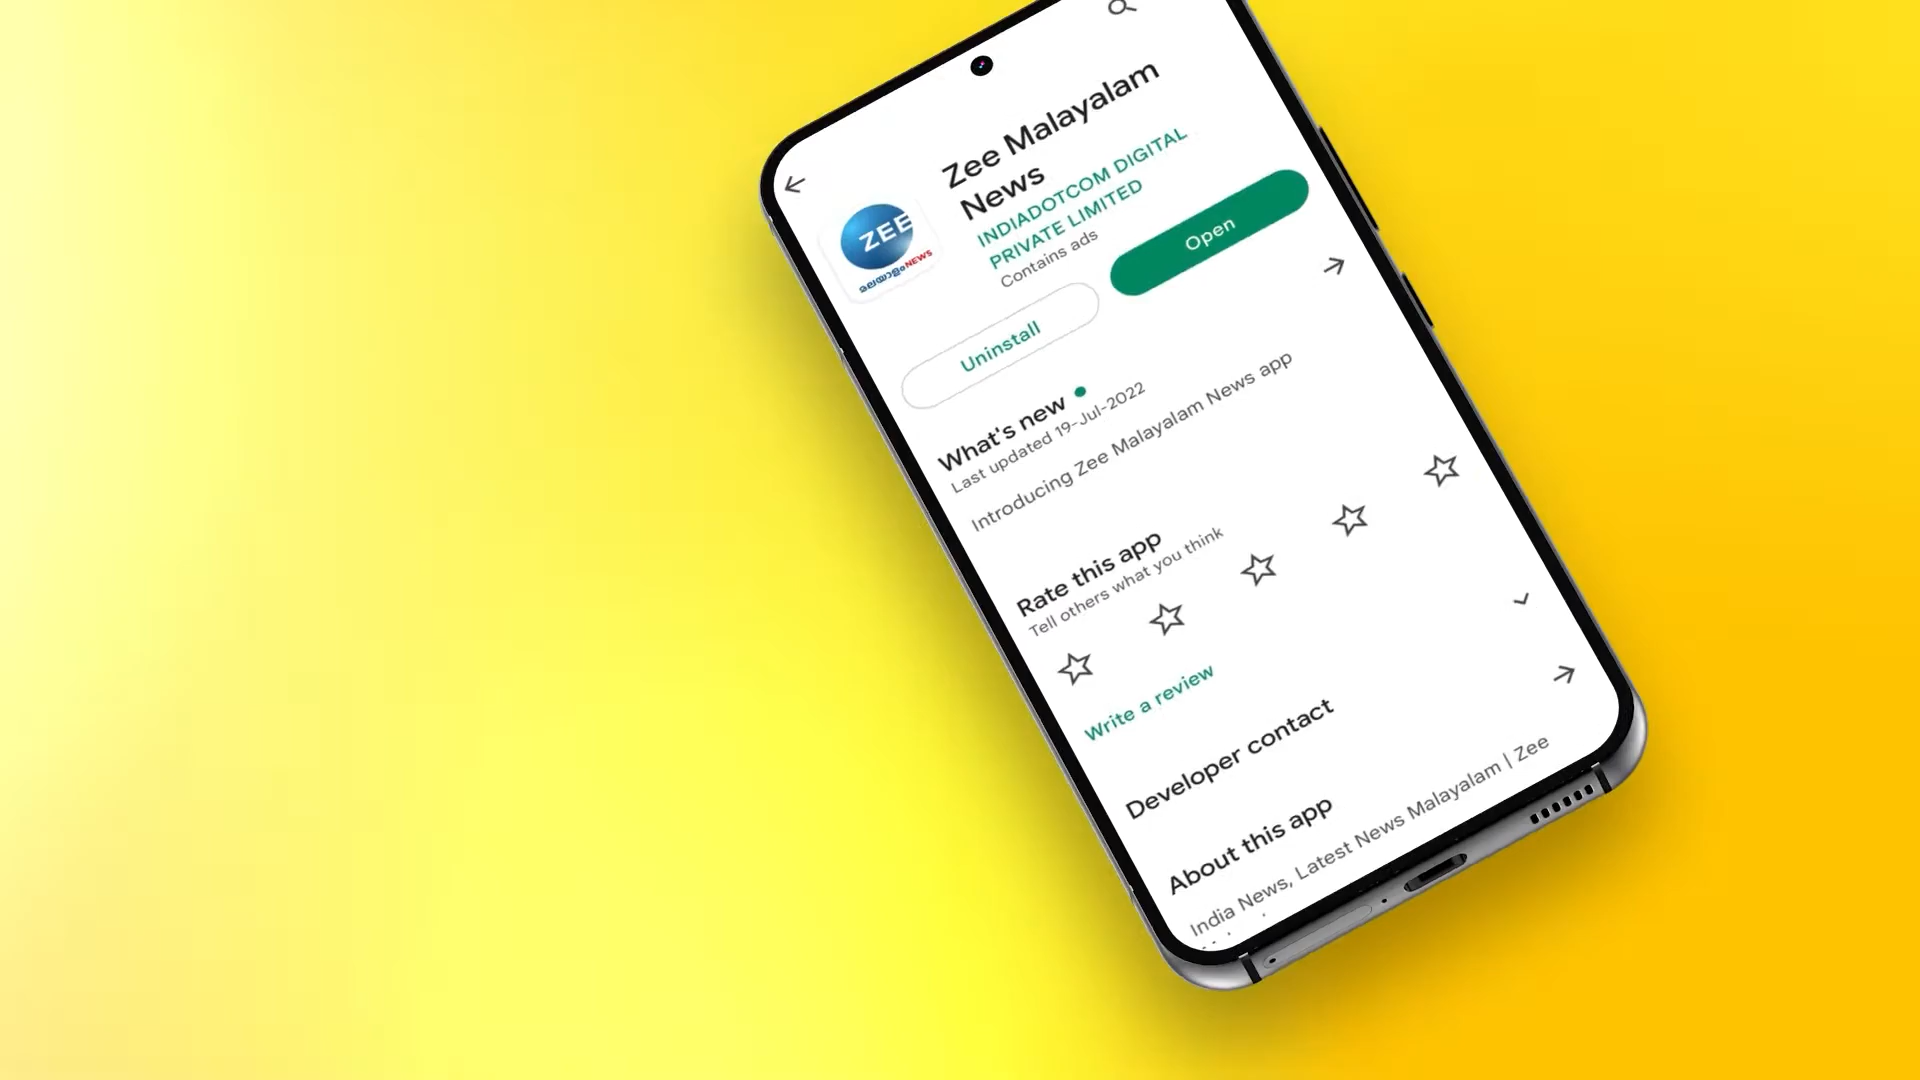 Zee Malayalam
News
INDIADOTCOM DIGITAL
PRIVATE LIMITED
Contains ads
ZEE
മലയാളം NEWS
Uninstall
Open
What's new
Last updated 19-Jul-2022
Introducing Zee Malayalam News app
Rate this app
Tell others what you think
Write a review
Developer contact
About this app
India News, Latest News Malayalam | Zee